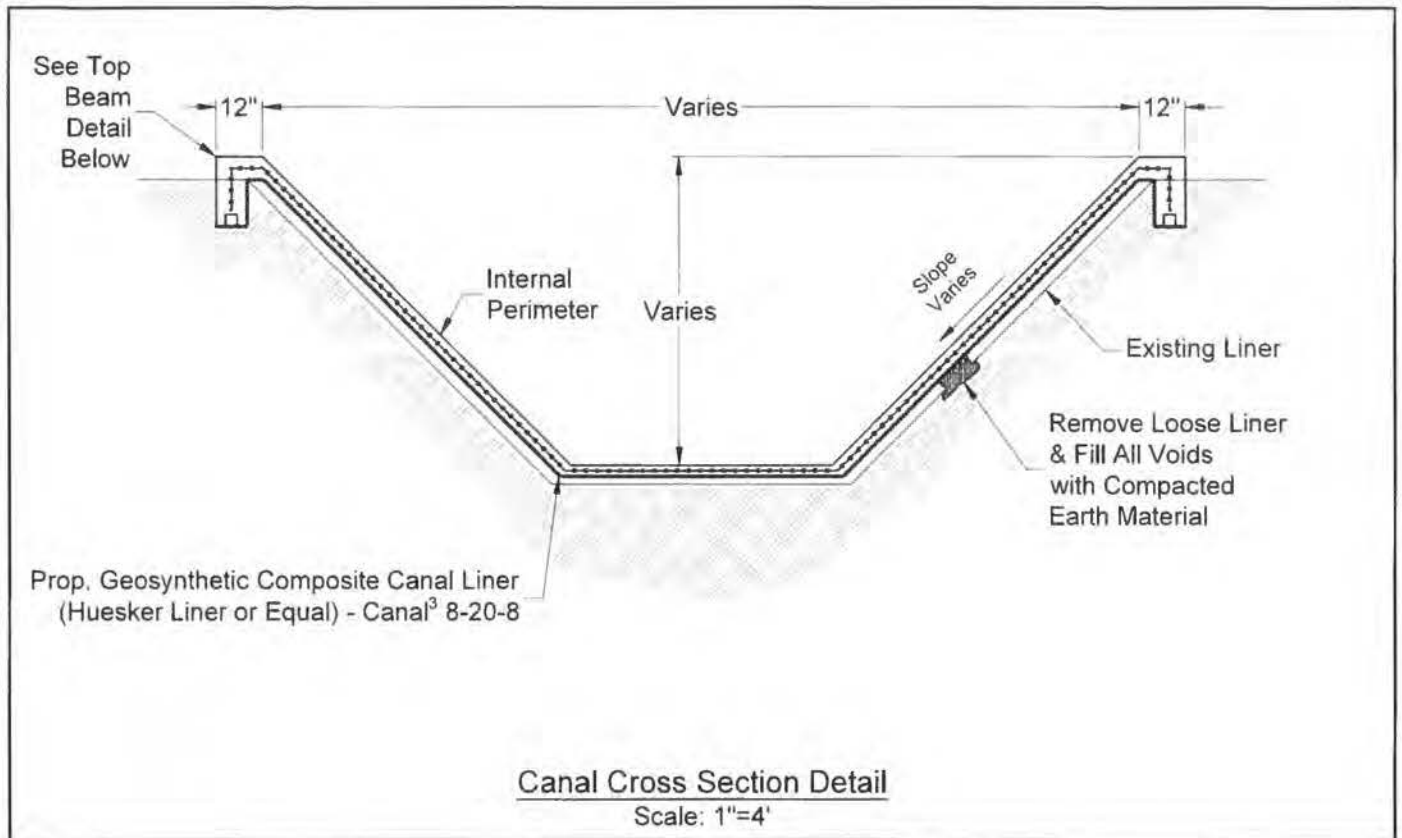 See Top
Beam
Detail
Below
12"
Varies
12"
Internal
Perimeter
Varies
Slope
Varies
Existing Liner
Remove Loose Liner
& Fill All Voids
with Compacted
Earth Material
Prop. Geosynthetic Composite Canal Liner
(Huesker Liner or Equal) - Canal³ 8-20-8
Canal Cross Section Detail
Scale: 1"=4'